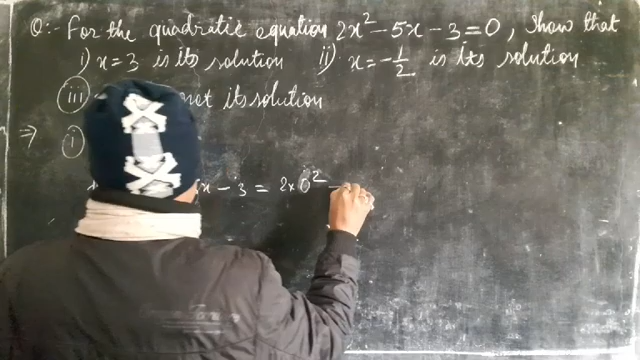 Q:- For the quadratic equation 2x² - 5x - 3 = 0, Show that
i) x = 3 is its solution ii) x = -1/2 is its solution
iii) not its solution
⇒ i
x - 3 = 2×0² -